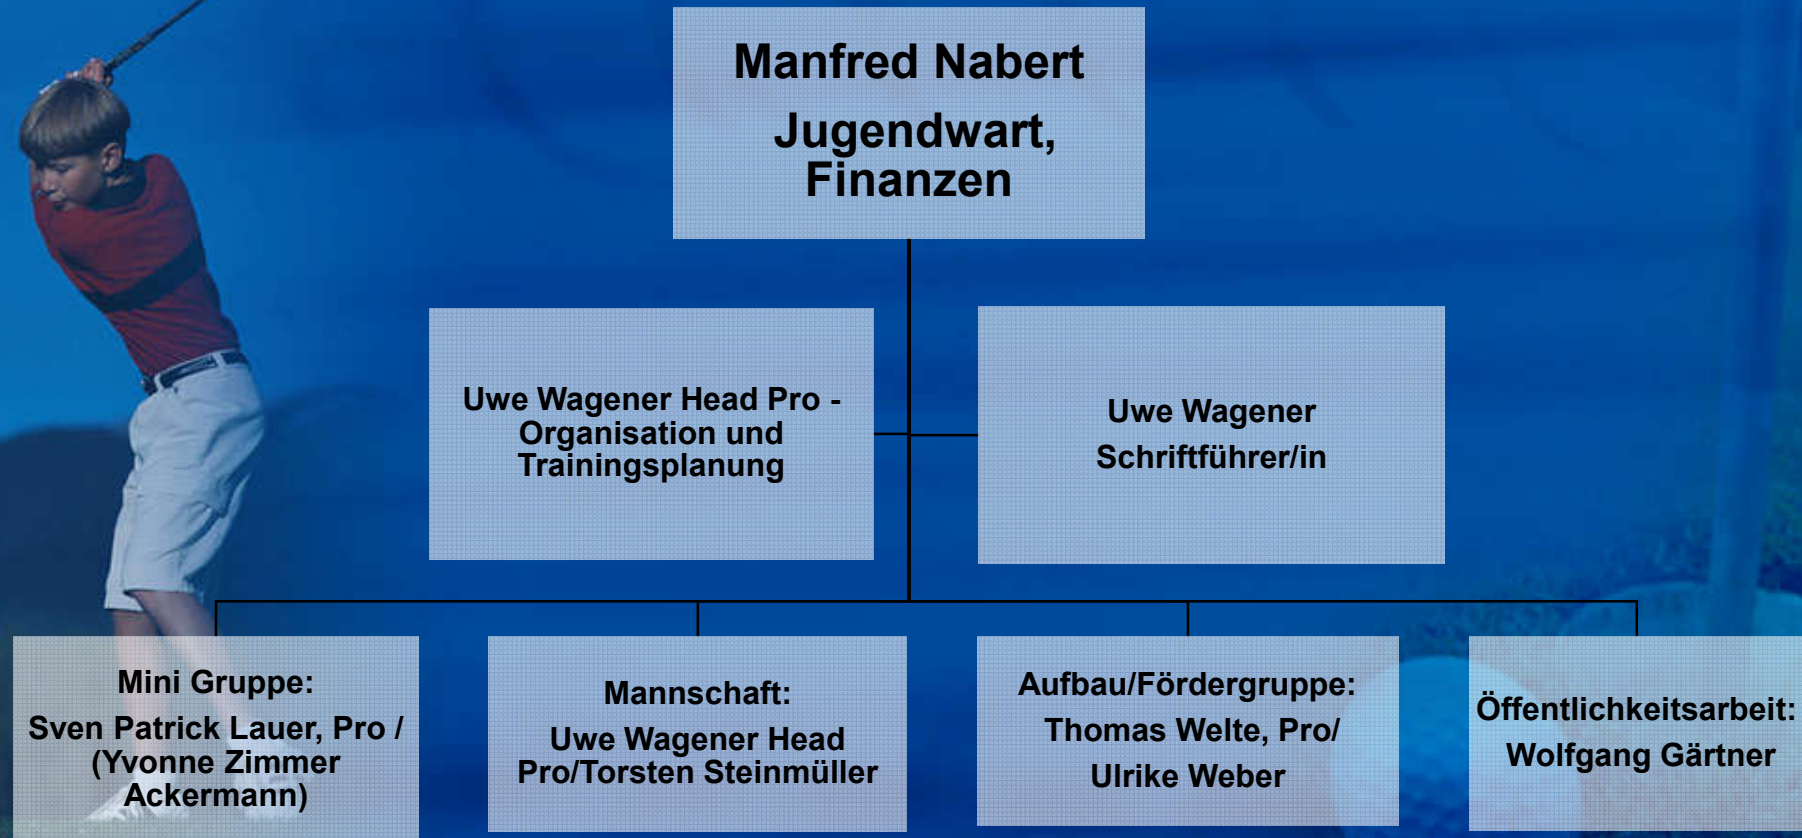 Manfred Nabert
Jugendwart,
Finanzen
Uwe Wagener Head Pro -
Organisation und
Trainingsplanung
Uwe Wagener
Schriftführer/in
Mini Gruppe:
Sven Patrick Lauer, Pro /
(Yvonne Zimmer
Ackermann)
Mannschaft:
Uwe Wagener Head
Pro/Torsten Steinmüller
Aufbau/Fördergruppe:
Thomas Welte, Pro/
Ulrike Weber
Öffentlichkeitsarbeit:
Wolfgang Gärtner